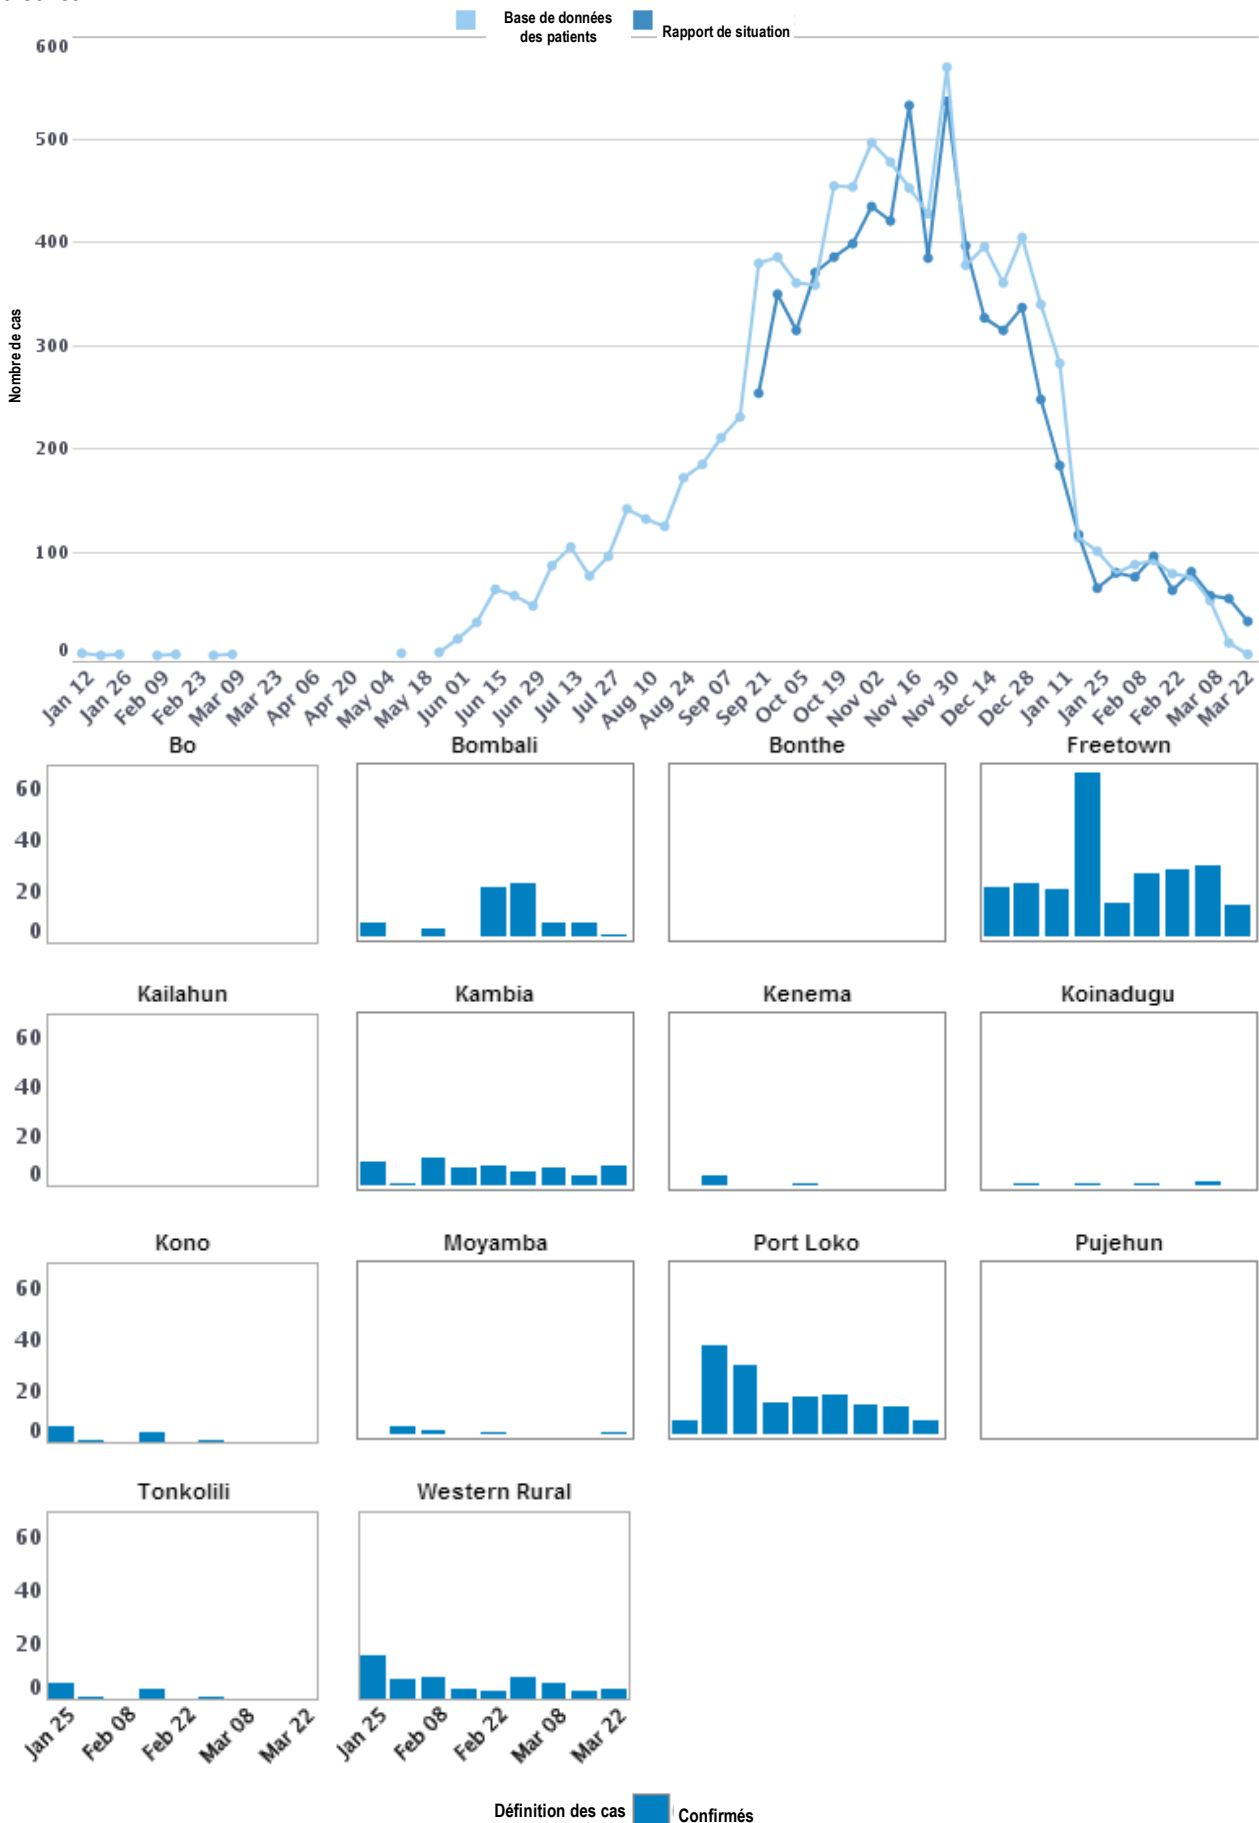 Base de données
des patients
Rapport de situation
600
500
400
300
200
100
0
Nombre de cas
Jan 12
Jan 26
Feb 09
Feb 23
Mar 09
Mar 23
Apr 06
Apr 20
May 04
May 18
Jun 01
Jun 15
Jun 29
Jul 13
Jul 27
Aug 10
Aug 24
Sep 07
Sep 21
Oct 05
Oct 19
Nov 02
Nov 16
Nov 30
Dec 14
Dec 28
Jan 11
Jan 25
Feb 08
Feb 22
Mar 08
Mar 22
Bo
Bombali
Bonthe
Freetown
60
40
20
0
Kailahun
Kambia
Kenema
Koinadugu
60
40
20
0
Kono
Moyamba
Port Loko
Pujehun
60
40
20
0
Tonkolili
Western Rural
60
40
20
0
Jan 25
Feb 08
Feb 22
Mar 08
Mar 22
Jan 25
Feb 08
Feb 22
Mar 08
Mar 22
Définition des cas
Confirmés